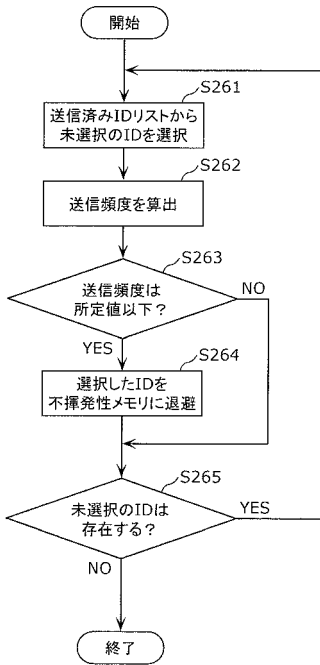 開始
S261
送信済みIDリストから
未選択のIDを選択
S262
送信頻度を算出
S263
送信頻度は
所定値以下？
NO
YES
S264
選択したIDを
不揮発性メモリに退避
S265
未選択のIDは
存在する？
YES
NO
終了